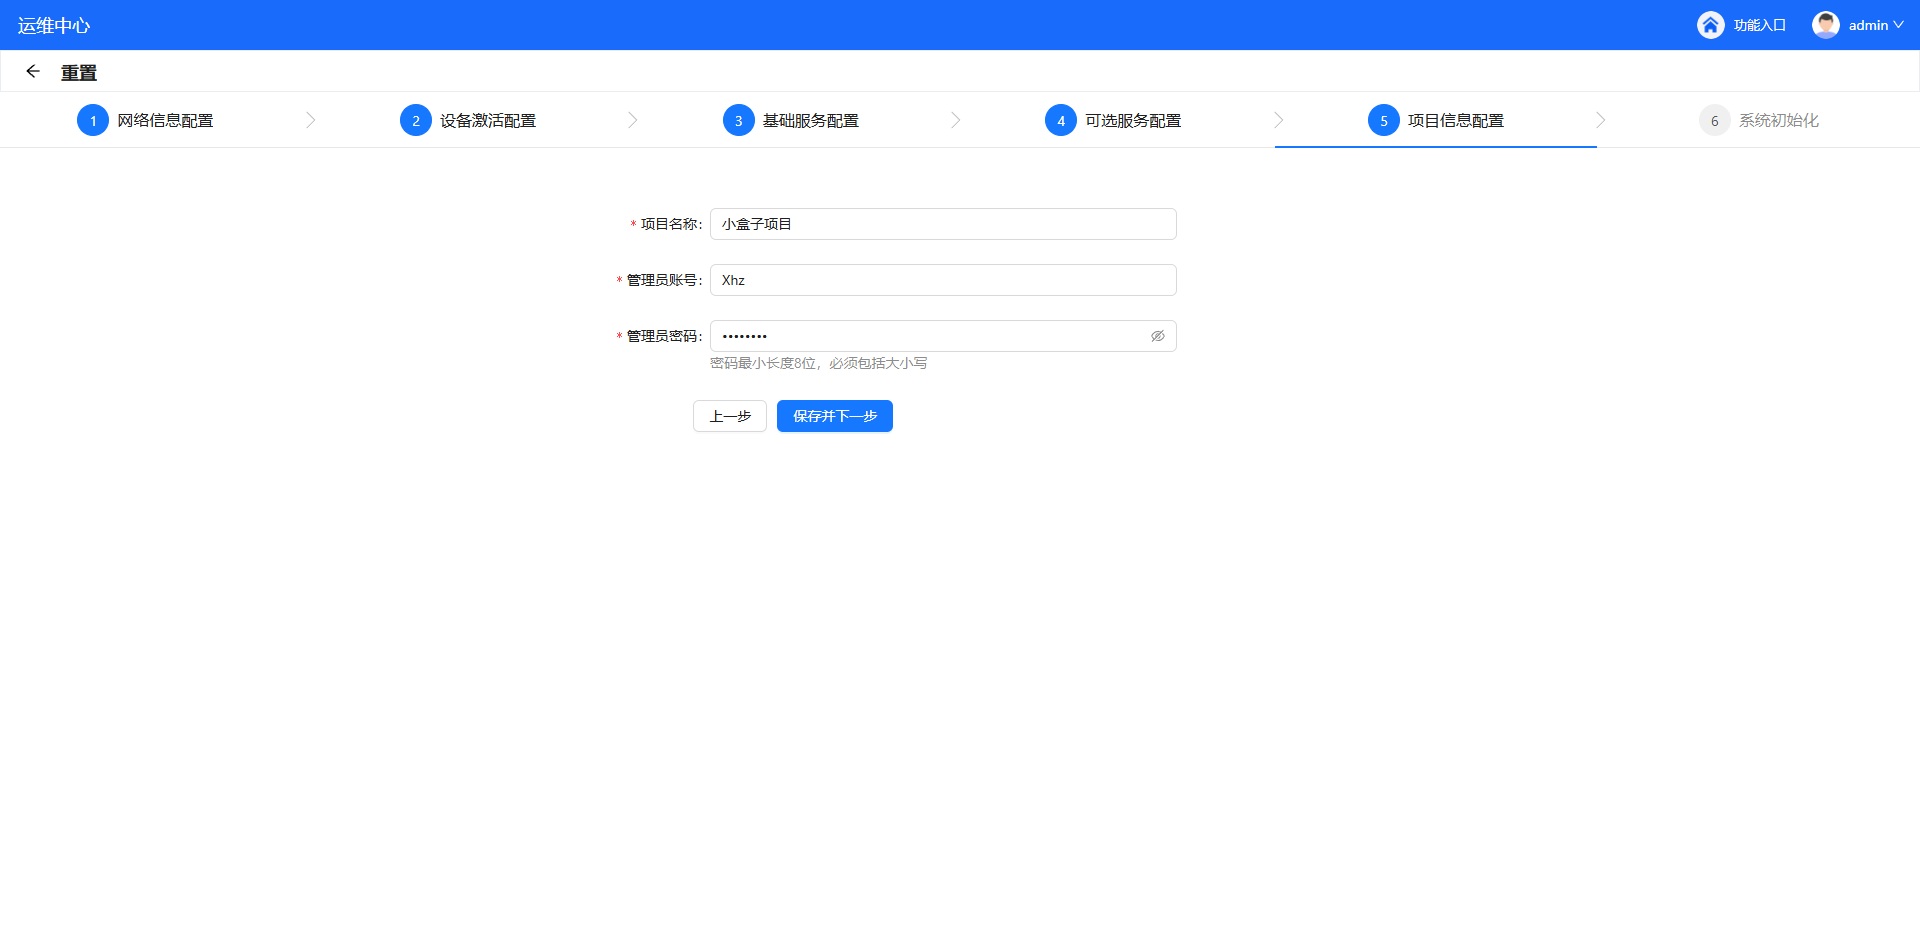 运维中心
功能入口
admin
重置
1 网络信息配置
2 设备激活配置
3 基础服务配置
4 可选服务配置
5 项目信息配置
6 系统初始化
* 项目名称: 小盒子项目
* 管理员账号: Xhz
* 管理员密码: ••••••••
密码最小长度8位，必须包括大小写
上一步
保存并下一步